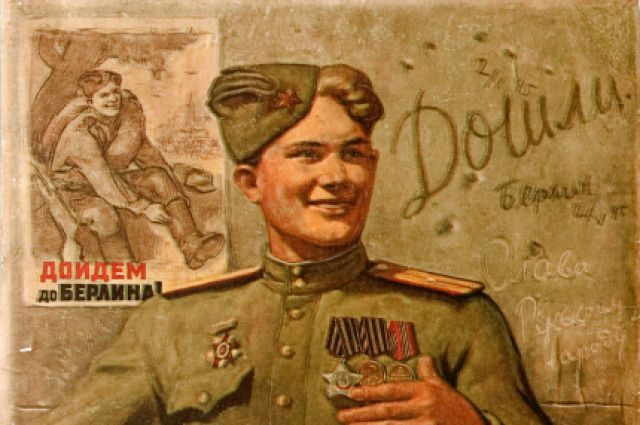 ДОЙДЕМ
до БЕРЛИНА!
2/V 45
Дошли.
Берлин
2/V 45
Слава
Русскому
народу